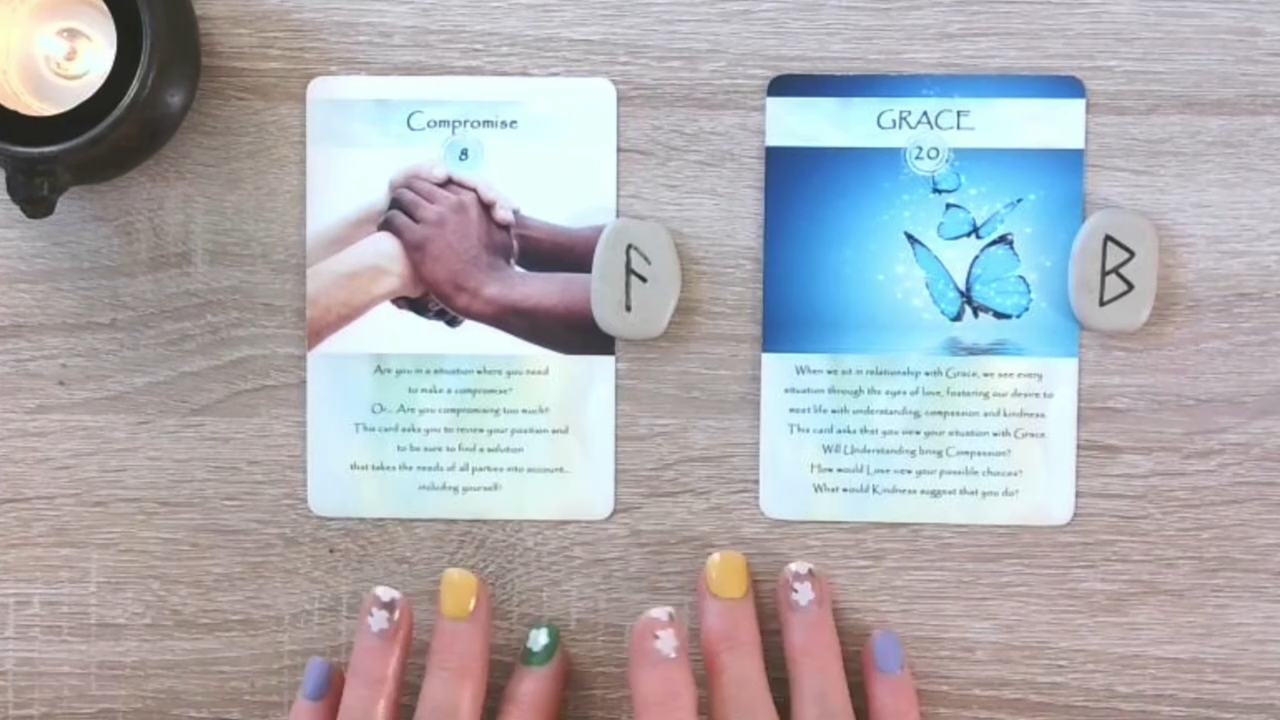 Compromise
8
Are you in a situation where you need
to make a compromise?
Or... Are you compromising too much?
This card asks you to review your position and
to be sure to find a solution
that takes the needs of all parties into account...
including yourself!
ᚨ
GRACE
20
When we sit in relationship with Grace, we see every
situation through the eyes of love, fostering our desire to
meet life with understanding, compassion and kindness.
This card asks that you view your situation with Grace.
Will Understanding bring Compassion?
How would Love view your possible choices?
What would Kindness suggest that you do?
ᛒ